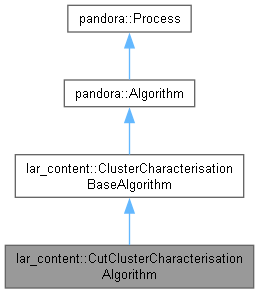 pandora::Process
pandora::Algorithm
lar_content::ClusterCharacterisation
BaseAlgorithm
lar_content::CutClusterCharacterisation
Algorithm